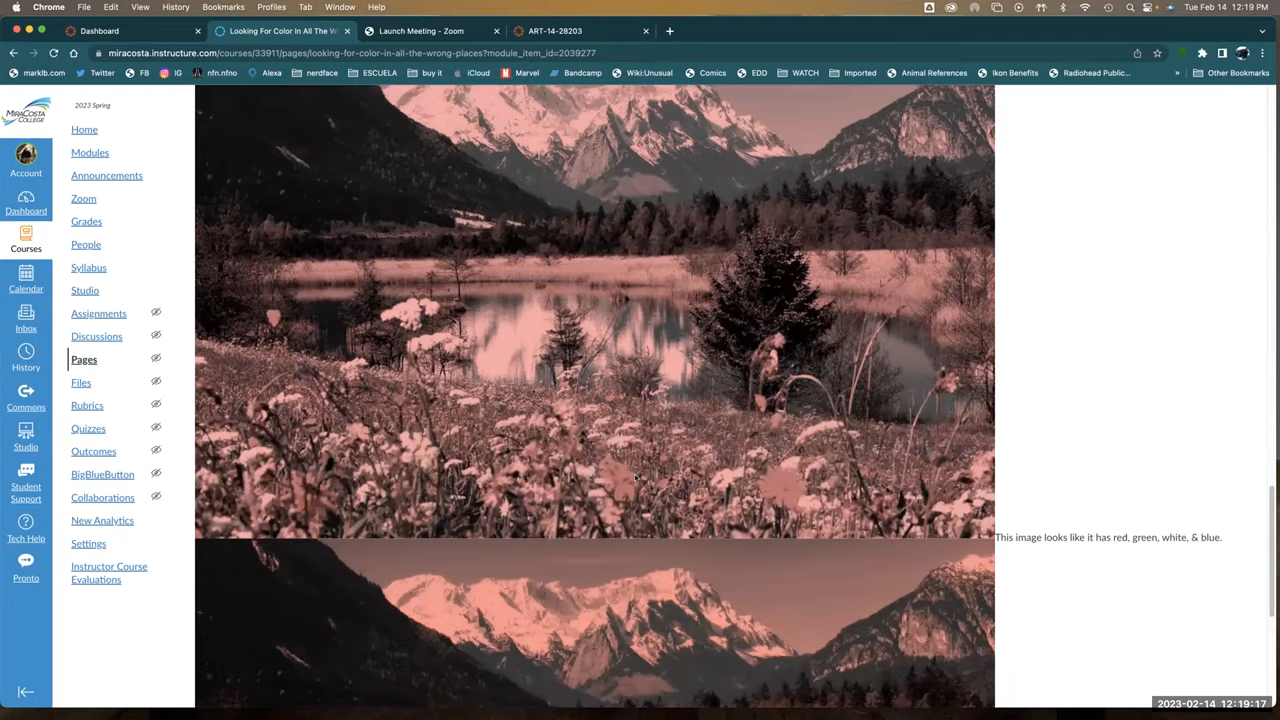 Chrome File Edit View History Bookmarks Profiles Tab Window Help Tue Feb 14 12:19 PM
Dashboard Looking For Color In All The W Launch Meeting - Zoom ART-14-28203
miracosta.instructure.com/courses/33911/pages/looking-for-color-in-all-the-wrong-places?module_item_id=2039277
marklb.com Twitter FB IG nfn.nfno Alexa nerdface ESCUELA buy it iCloud Marvel Bandcamp Wiki:Unusual Comics EDD WATCH Imported Animal References Ikon Benefits Radiohead Public... » Other Bookmarks
MIRACOSTA
COLLEGE
Account
Dashboard
Courses
Calendar
Inbox
History
Commons
Studio
Student
Support
Tech Help
Pronto
2023 Spring
Home
Modules
Announcements
Zoom
Grades
People
Syllabus
Studio
Assignments
Discussions
Pages
Files
Rubrics
Quizzes
Outcomes
BigBlueButton
Collaborations
New Analytics
Settings
Instructor Course
Evaluations
This image looks like it has red, green, white, & blue.
2023-02-14 12:19:17